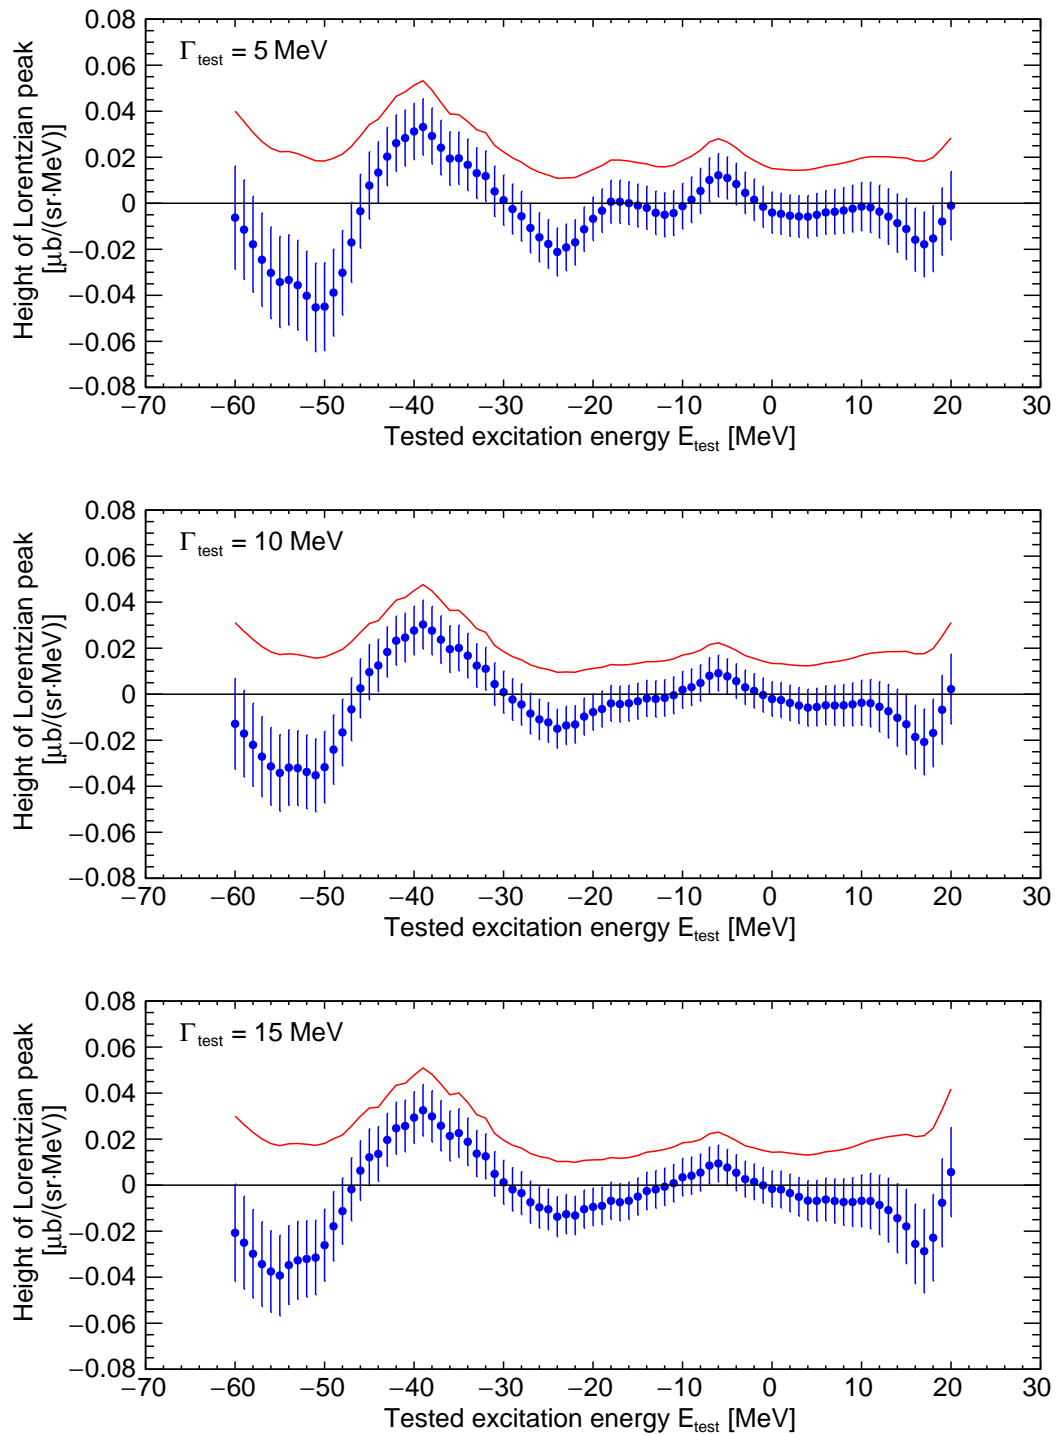 Γtest = 5 MeV
Height of Lorentzian peak
[μb/(sr·MeV)]
0.08
0.06
0.04
0.02
0
−0.02
−0.04
−0.06
−0.08
−70 −60 −50 −40 −30 −20 −10 0 10 20 30
Tested excitation energy Etest [MeV]
Γtest = 10 MeV
Height of Lorentzian peak
[μb/(sr·MeV)]
0.08
0.06
0.04
0.02
0
−0.02
−0.04
−0.06
−0.08
−70 −60 −50 −40 −30 −20 −10 0 10 20 30
Tested excitation energy Etest [MeV]
Γtest = 15 MeV
Height of Lorentzian peak
[μb/(sr·MeV)]
0.08
0.06
0.04
0.02
0
−0.02
−0.04
−0.06
−0.08
−70 −60 −50 −40 −30 −20 −10 0 10 20 30
Tested excitation energy Etest [MeV]